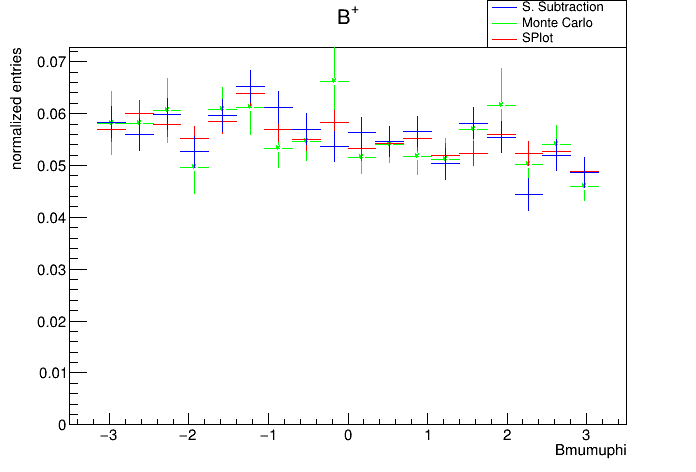 B+
S. Subtraction
Monte Carlo
SPlot
normalized entries
0.07
0.06
0.05
0.04
0.03
0.02
0.01
0
−3 −2 −1 0 1 2 3
Bmumuphi